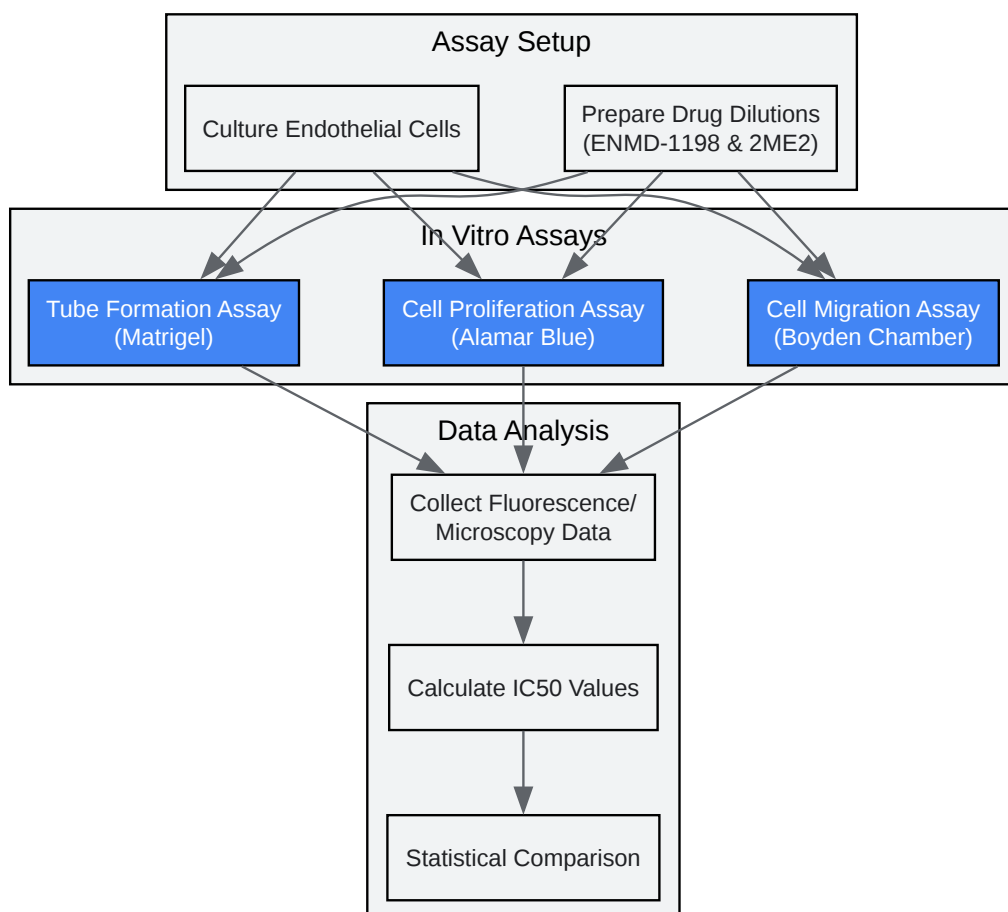 Assay Setup
Culture Endothelial Cells
Prepare Drug Dilutions
(ENMD-1198 & 2ME2)
In Vitro Assays
Tube Formation Assay
(Matrigel)
Cell Proliferation Assay
(Alamar Blue)
Cell Migration Assay
(Boyden Chamber)
Data Analysis
Collect Fluorescence/
Microscopy Data
Calculate IC50 Values
Statistical Comparison